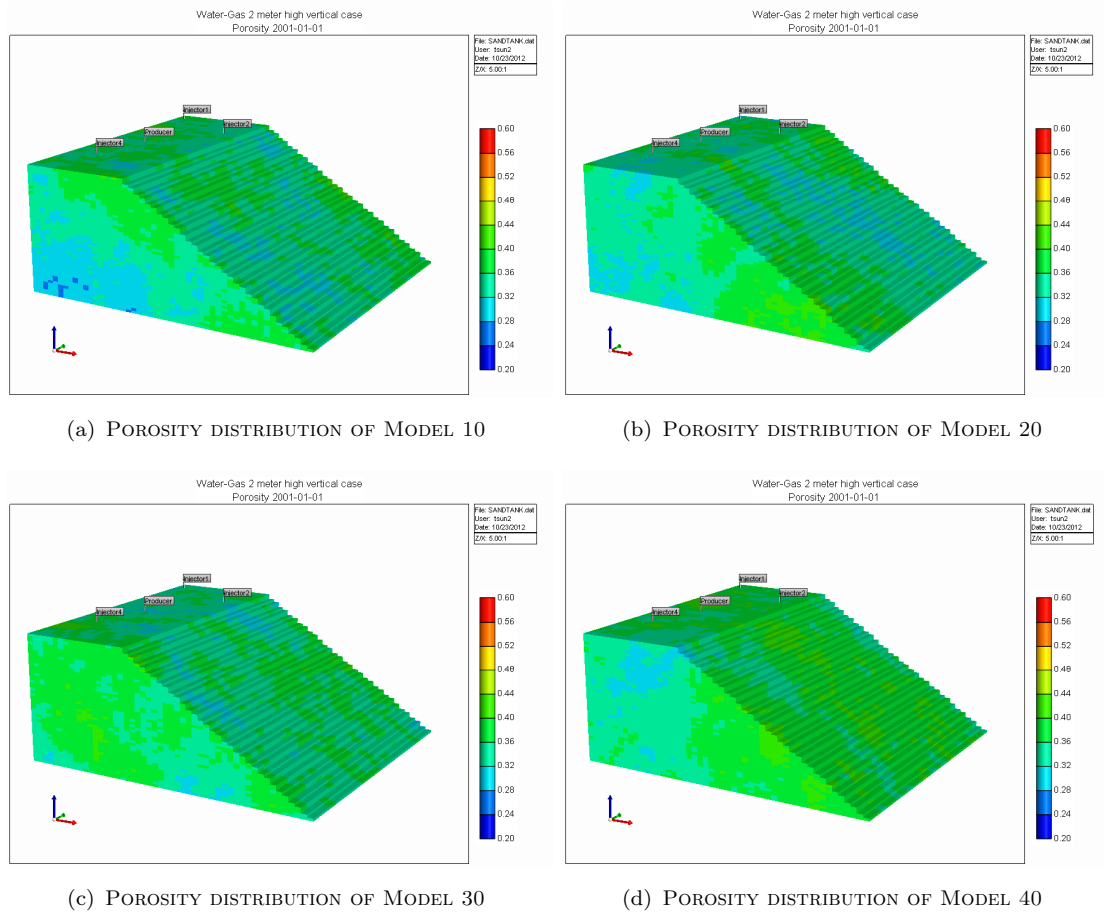 Water-Gas 2 meter high vertical case
Porosity 2001-01-01
File: SANDTANK.dat
User: tsun2
Date: 10/23/2012
Z/X: 5.00:1
Injector1
Injector2
Producer
Injector4
0.60
0.56
0.52
0.48
0.44
0.40
0.36
0.32
0.28
0.24
0.20
(a) Porosity distribution of Model 10
Water-Gas 2 meter high vertical case
Porosity 2001-01-01
File: SANDTANK.dat
User: tsun2
Date: 10/23/2012
Z/X: 5.00:1
Injector1
Injector2
Producer
Injector4
0.60
0.56
0.52
0.48
0.44
0.40
0.36
0.32
0.28
0.24
0.20
(b) Porosity distribution of Model 20
Water-Gas 2 meter high vertical case
Porosity 2001-01-01
File: SANDTANK.dat
User: tsun2
Date: 10/23/2012
Z/X: 5.00:1
Injector1
Injector2
Producer
Injector4
0.60
0.56
0.52
0.48
0.44
0.40
0.36
0.32
0.28
0.24
0.20
(c) Porosity distribution of Model 30
Water-Gas 2 meter high vertical case
Porosity 2001-01-01
File: SANDTANK.dat
User: tsun2
Date: 10/23/2012
Z/X: 5.00:1
Injector1
Injector2
Producer
Injector4
0.60
0.56
0.52
0.48
0.44
0.40
0.36
0.32
0.28
0.24
0.20
(d) Porosity distribution of Model 40